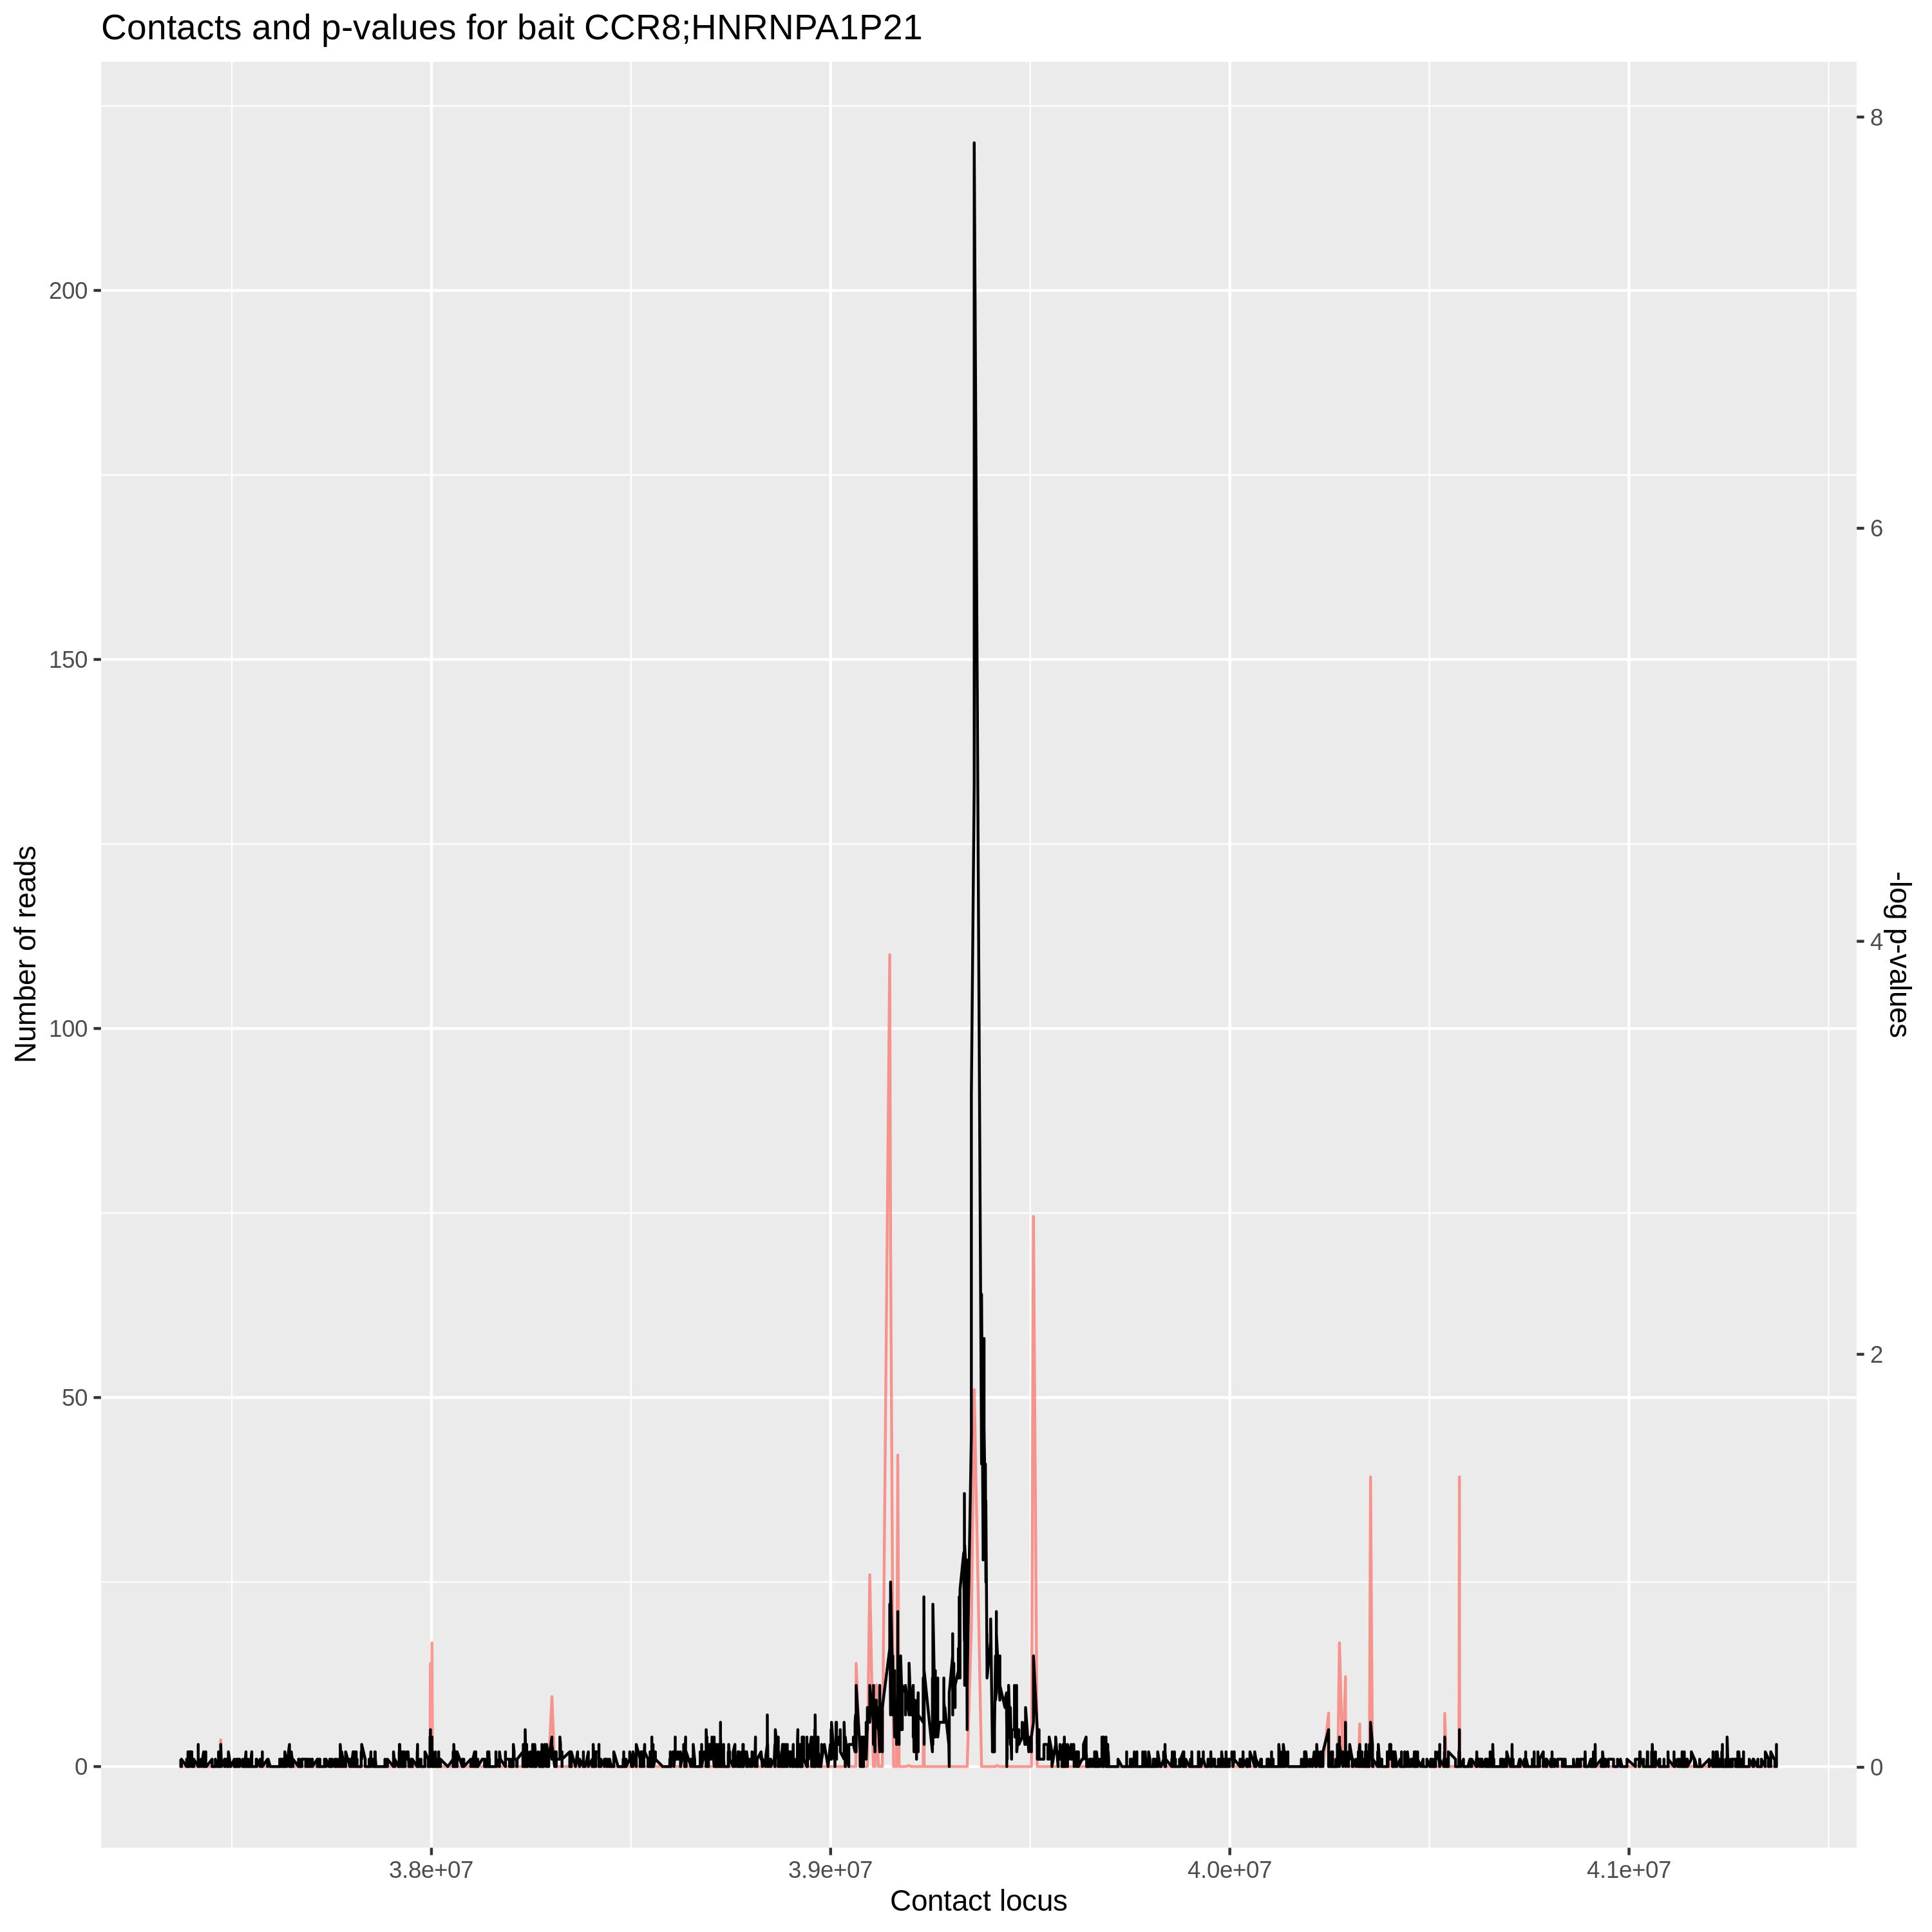 Contacts and p-values for bait CCR8;HNRNPA1P21
Number of reads
200
150
100
50
0
8
6
4
2
0
-log p-values
3.8e+07 3.9e+07 4.0e+07 4.1e+07
Contact locus